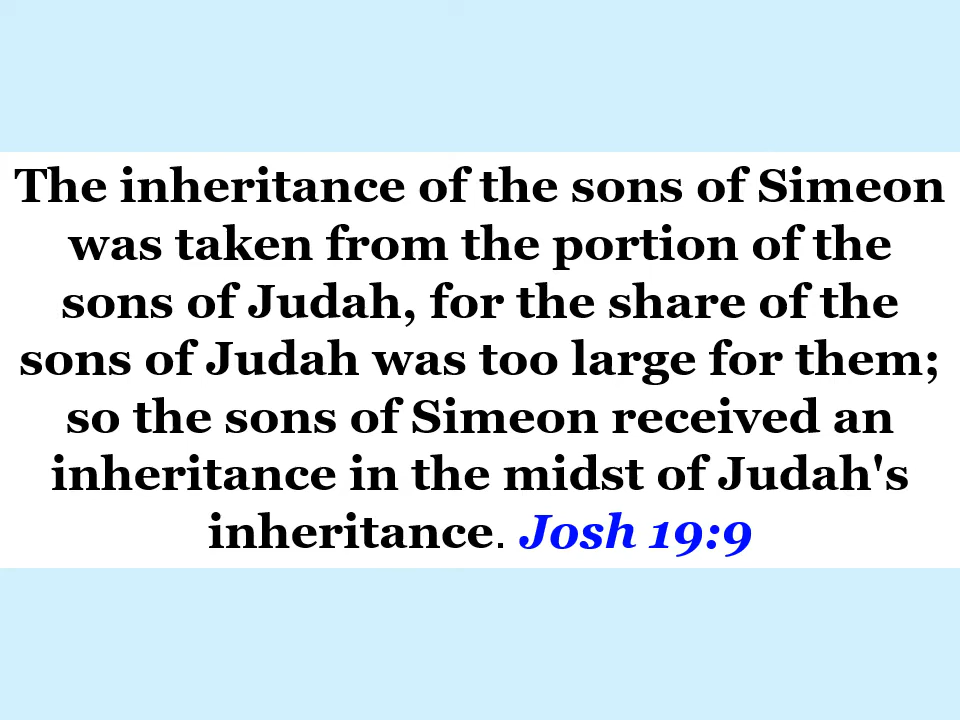 The inheritance of the sons of Simeon
was taken from the portion of the
sons of Judah, for the share of the
sons of Judah was too large for them;
so the sons of Simeon received an
inheritance in the midst of Judah's
inheritance. Josh 19:9